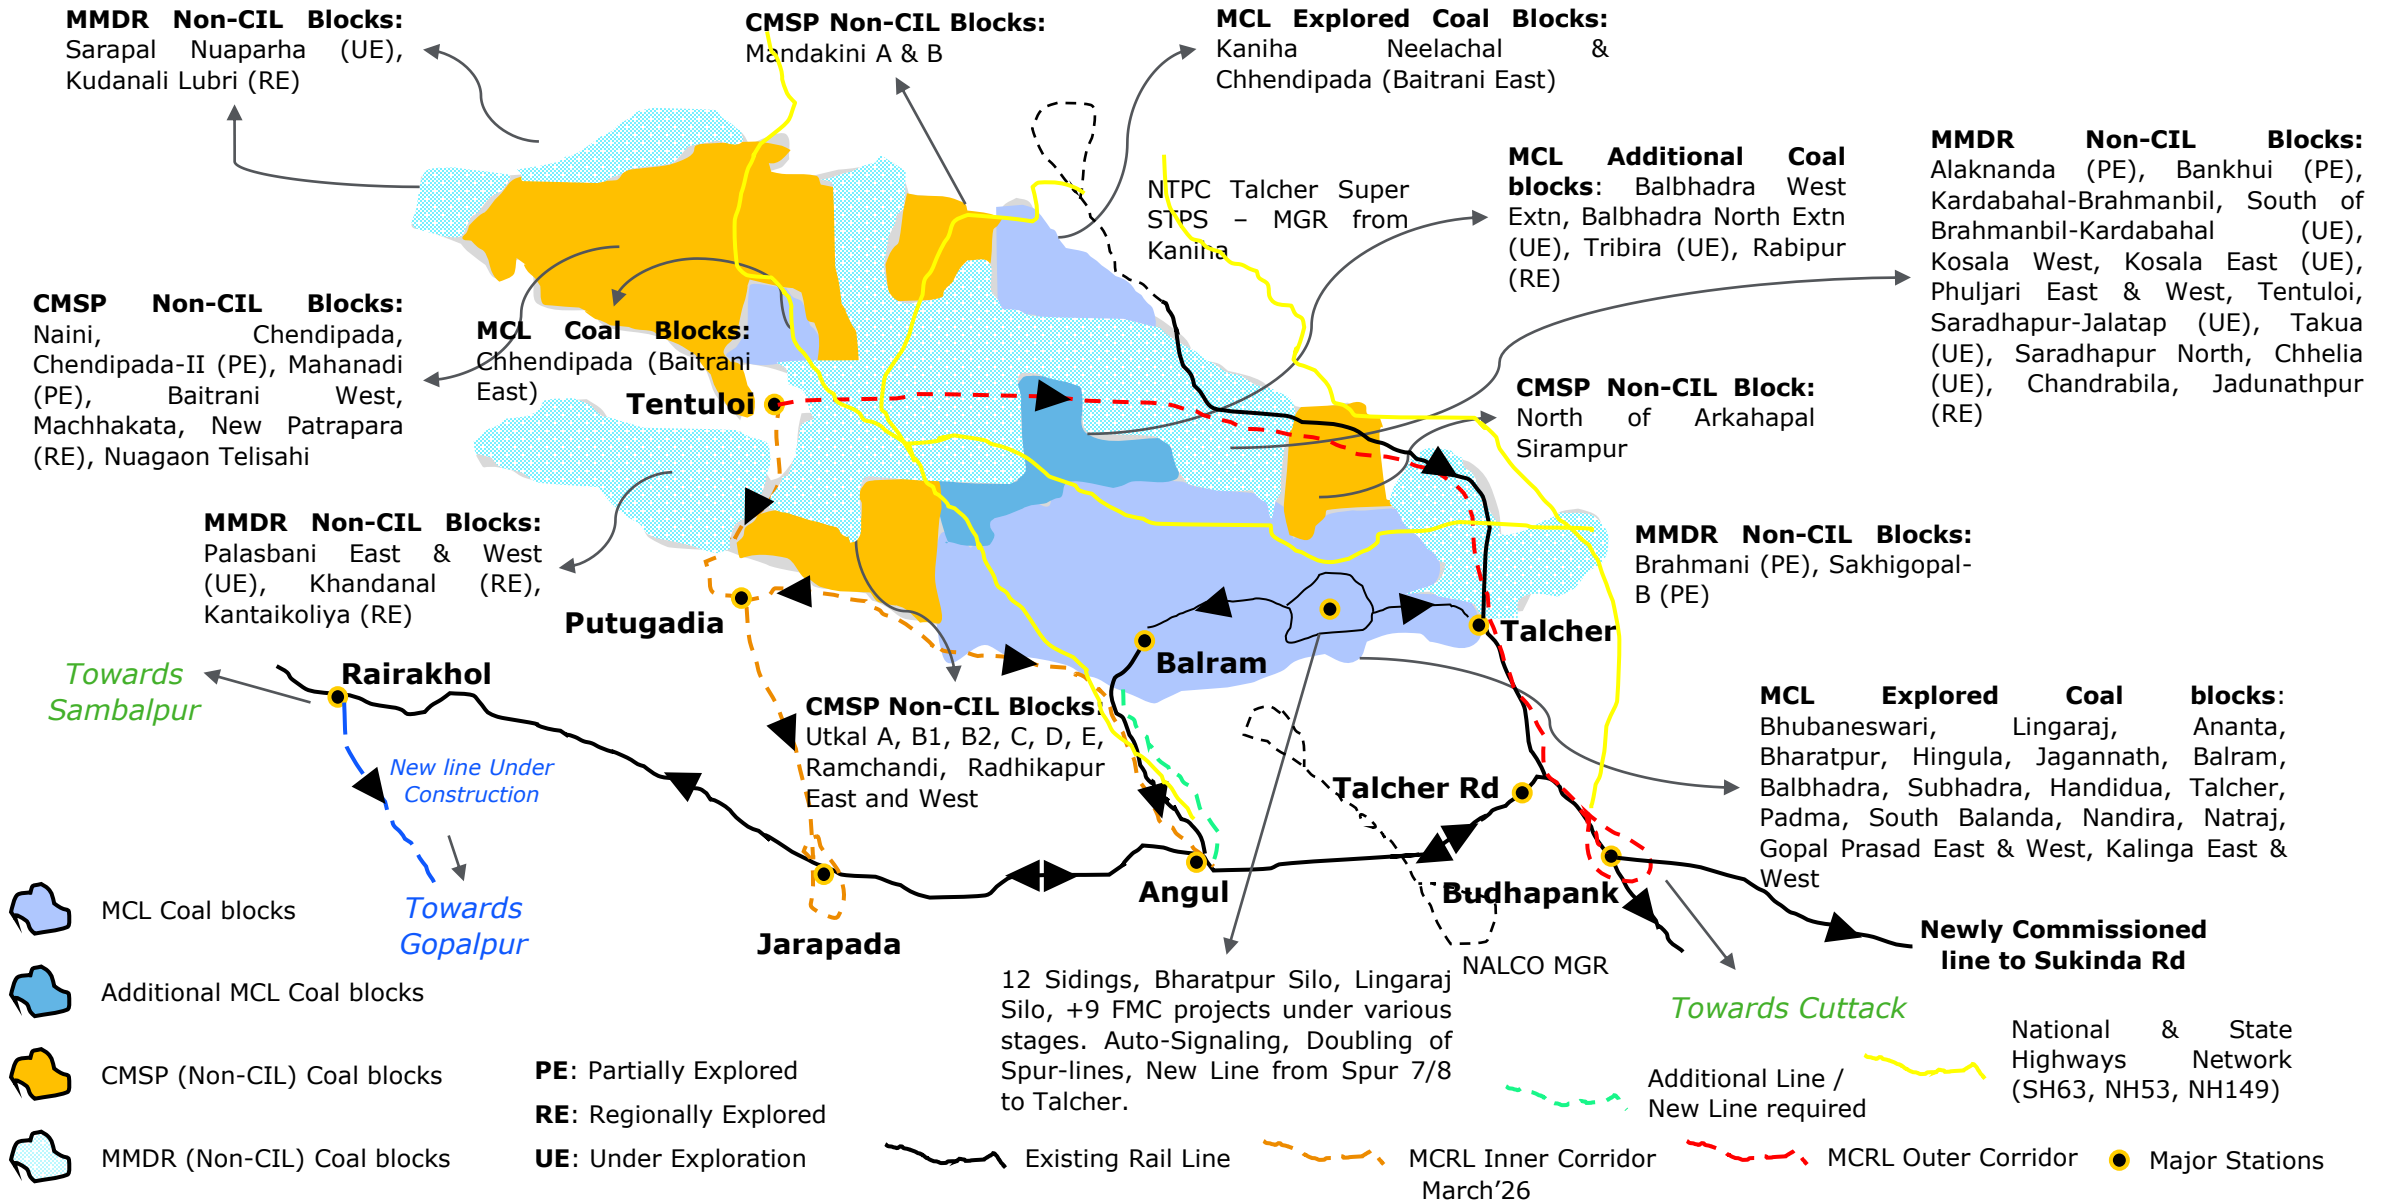 MMDR Non-CIL Blocks:
Sarapal Nuaparha (UE),
Kudanali Lubri (RE)
CMSP Non-CIL Blocks:
Mandakini A & B
MCL Explored Coal Blocks:
Kaniha Neelachal &
Chhendipada (Baitrani East)
NTPC Talcher Super
STPS – MGR from
Kaniha
MCL Additional Coal
blocks: Balbhadra West
Extn, Balbhadra North Extn
(UE), Tribira (UE), Rabipur
(RE)
MMDR Non-CIL Blocks:
Alaknanda (PE), Bankhui (PE),
Kardabahal-Brahmanbil, South of
Brahmanbil-Kardabahal (UE),
Kosala West, Kosala East (UE),
Phuljari East & West, Tentuloi,
Saradhapur-Jalatap (UE), Takua
(UE), Saradhapur North, Chhelia
(UE), Chandrabila, Jadunathpur
(RE)
CMSP Non-CIL Blocks:
Naini, Chendipada,
Chendipada-II (PE), Mahanadi
(PE), Baitrani West,
Machhakata, New Patrapara
(RE), Nuagaon Telisahi
MCL Coal Blocks:
Chhendipada (Baitrani
East)
Tentuloi
CMSP Non-CIL Block:
North of Arkahapal
Sirampur
MMDR Non-CIL Blocks:
Palasbani East & West
(UE), Khandanal (RE),
Kantaikoliya (RE)
MMDR Non-CIL Blocks:
Brahmani (PE), Sakhigopal-
B (PE)
Putugadia
Talcher
Balram
Towards
Sambalpur
Rairakhol
CMSP Non-CIL Blocks:
Utkal A, B1, B2, C, D, E,
Ramchandi, Radhikapur
East and West
MCL Explored Coal blocks:
Bhubaneswari, Lingaraj, Ananta,
Bharatpur, Hingula, Jagannath, Balram,
Balbhadra, Subhadra, Handidua, Talcher,
Padma, South Balanda, Nandira, Natraj,
Gopal Prasad East & West, Kalinga East &
West
New line Under
Construction
Talcher Rd
Towards
Gopalpur
Angul
Budhapank
Jarapada
Newly Commissioned
line to Sukinda Rd
NALCO MGR
12 Sidings, Bharatpur Silo, Lingaraj
Silo, +9 FMC projects under various
stages. Auto-Signaling, Doubling of
Spur-lines, New Line from Spur 7/8
to Talcher.
Towards Cuttack
MCL Coal blocks
Additional MCL Coal blocks
CMSP (Non-CIL) Coal blocks
MMDR (Non-CIL) Coal blocks
PE: Partially Explored
RE: Regionally Explored
UE: Under Exploration
Additional Line /
New Line required
National & State
Highways Network
(SH63, NH53, NH149)
Existing Rail Line
MCRL Inner Corridor
March'26
MCRL Outer Corridor
Major Stations